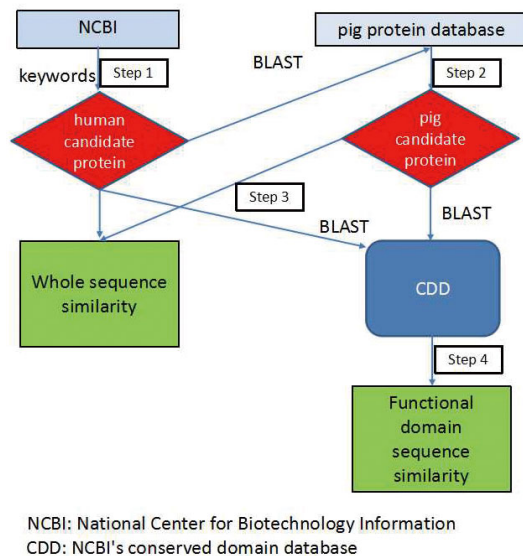 NCBI
pig protein database
keywords
Step 1
BLAST
Step 2
human
candidate
protein
pig
candidate
protein
Step 3
BLAST
BLAST
Whole sequence
similarity
CDD
Step 4
Functional
domain
sequence
similarity
NCBI: National Center for Biotechnology Information
CDD: NCBI's conserved domain database